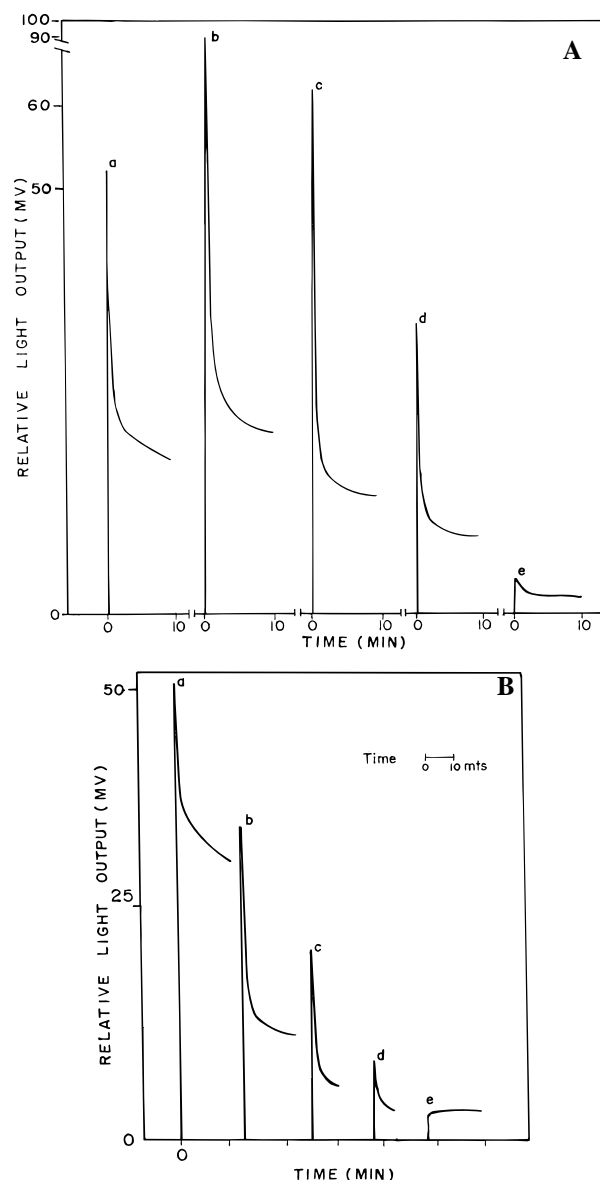 100
90
60
50
0
RELATIVE LIGHT OUTPUT (MV)
A
a
b
c
d
e
0 10 0 10 0 10 0 10 0 10
TIME (MIN)
B
50
25
0
RELATIVE LIGHT OUTPUT (MV)
a
b
c
d
e
Time
0 10 mts
0
TIME (MIN)